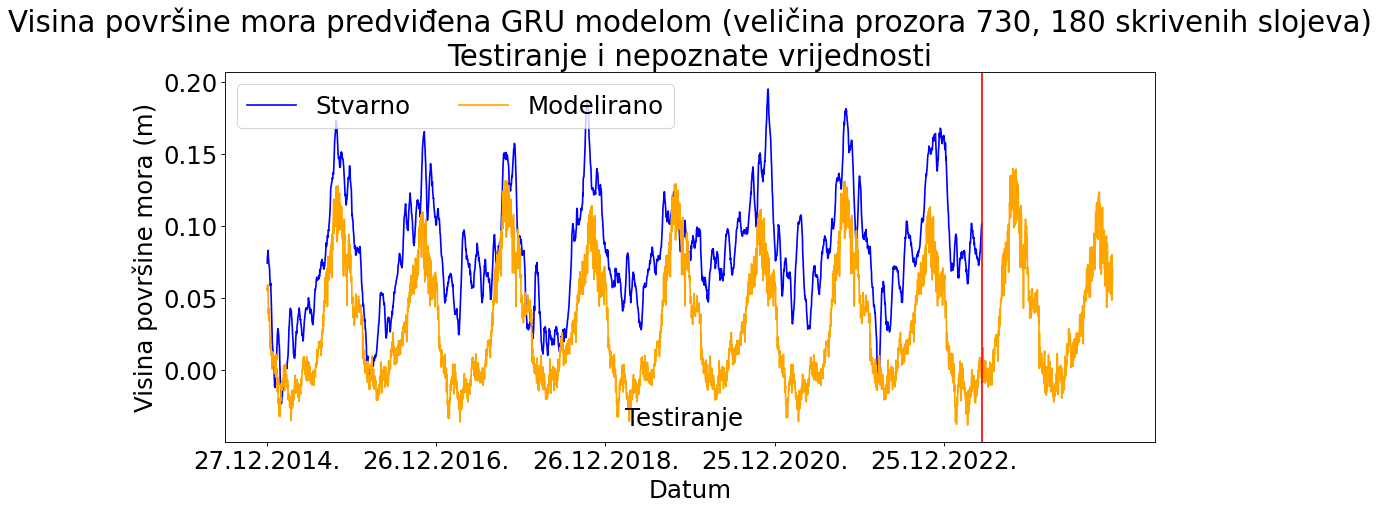 Visina površine mora predviđena GRU modelom (veličina prozora 730, 180 skrivenih slojeva)
Testiranje i nepoznate vrijednosti
Stvarno Modelirano
Visina površine mora (m)
0.20
0.15
0.10
0.05
0.00
Testiranje
27.12.2014. 26.12.2016. 26.12.2018. 25.12.2020. 25.12.2022.
Datum